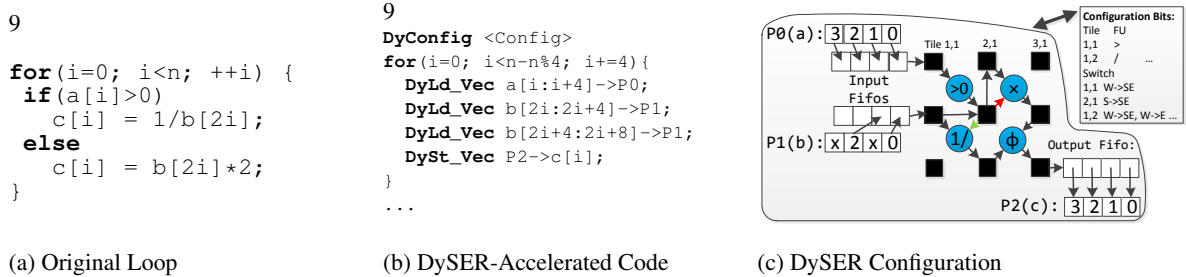 9
for(i=0; i<n; ++i) {
if(a[i]>0)
c[i] = 1/b[2i];
else
c[i] = b[2i]*2;
}
(a) Original Loop
9
DyConfig <Config>
for(i=0; i<n-n%4; i+=4){
DyLd_Vec a[i:i+4]->P0;
DyLd_Vec b[2i:2i+4]->P1;
DyLd_Vec b[2i+4:2i+8]->P1;
DySt_Vec P2->c[i];
}
...
(b) DySER-Accelerated Code
P0(a): 3 2 1 0
Tile 1,1 2,1 3,1
Input
Fifos
>0 ×
P1(b): x 2 x 0
1/ ϕ
Output Fifo:
P2(c): 3 2 1 0
Configuration Bits:
Tile FU
1,1 >
1,2 / ...
Switch
1,1 W->SE
2,1 S->SE
1,2 W->SE, W->E ...
(c) DySER Configuration